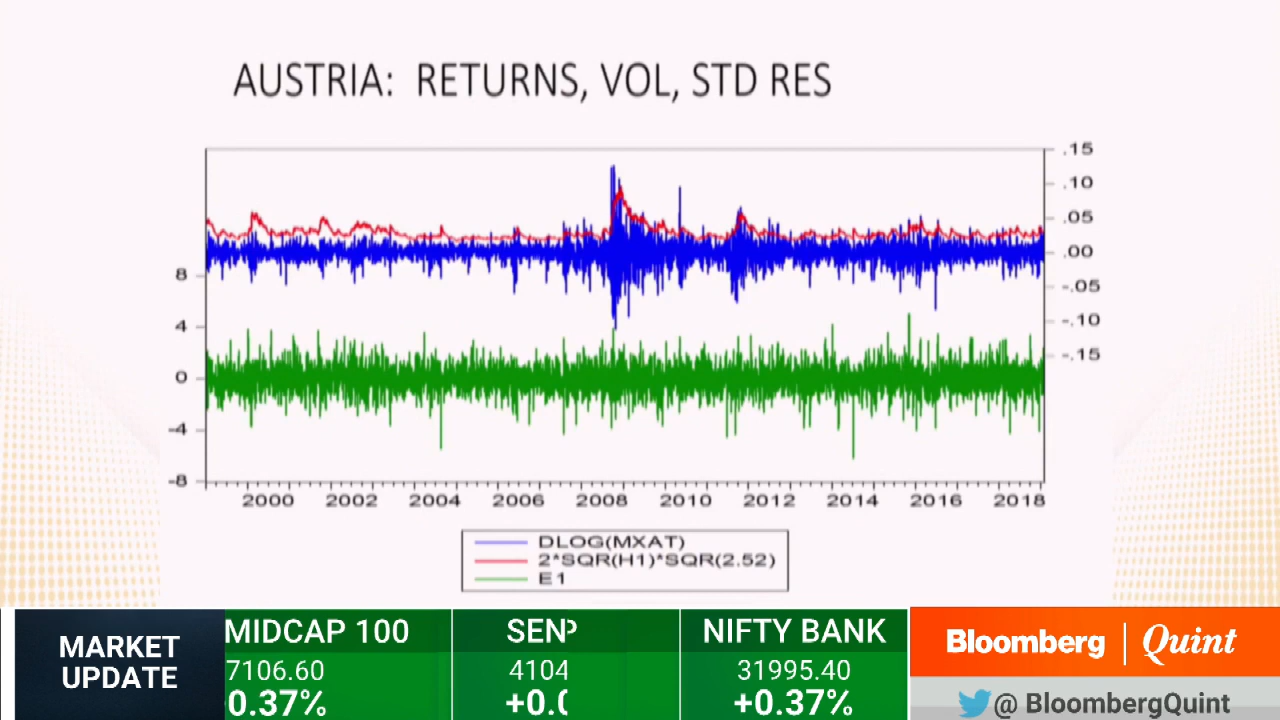 AUSTRIA: RETURNS, VOL, STD RES
.15
.10
.05
.00
-.05
-.10
-.15
8
4
0
-4
-8
2000 2002 2004 2006 2008 2010 2012 2014 2016 2018
DLOG(MXAT)
2*SQR(H1)*SQR(2.52)
E1
MARKET
UPDATE
MIDCAP 100
7106.60
0.37%
4104
NIFTY BANK
31995.40
+0.37%
Bloomberg | Quint
@BloombergQuint